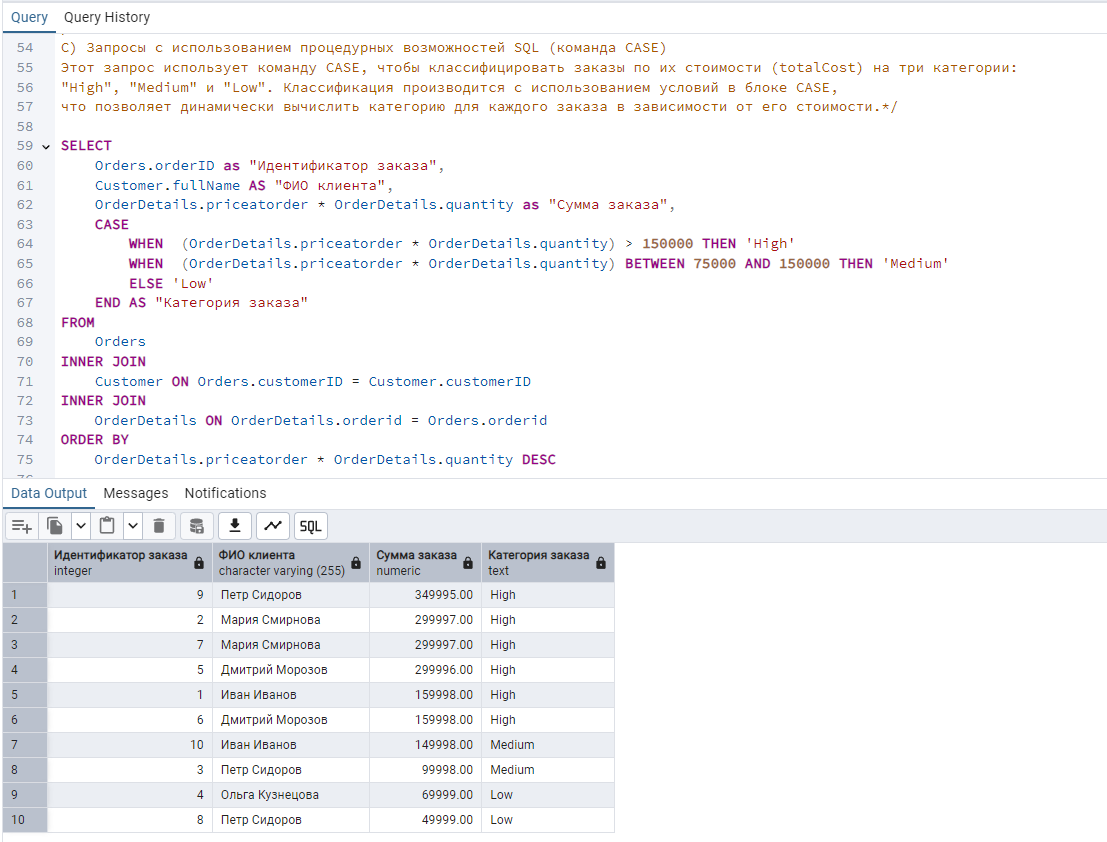 Query Query History
54 C) Запросы с использованием процедурных возможностей SQL (команда CASE)
55 Этот запрос использует команду CASE, чтобы классифицировать заказы по их стоимости (totalCost) на три категории:
56 "High", "Medium" и "Low". Классификация производится с использованием условий в блоке CASE,
57 что позволяет динамически вычислить категорию для каждого заказа в зависимости от его стоимости.*/
58
59 SELECT
60 Orders.orderID as "Идентификатор заказа",
61 Customer.fullName AS "ФИО клиента",
62 OrderDetails.priceatorder * OrderDetails.quantity as "Сумма заказа",
63 CASE
64 WHEN (OrderDetails.priceatorder * OrderDetails.quantity) > 150000 THEN 'High'
65 WHEN (OrderDetails.priceatorder * OrderDetails.quantity) BETWEEN 75000 AND 150000 THEN 'Medium'
66 ELSE 'Low'
67 END AS "Категория заказа"
68 FROM
69 Orders
70 INNER JOIN
71 Customer ON Orders.customerID = Customer.customerID
72 INNER JOIN
73 OrderDetails ON OrderDetails.orderid = Orders.orderid
74 ORDER BY
75 OrderDetails.priceatorder * OrderDetails.quantity DESC
Data Output Messages Notifications
SQL
Идентификатор заказа ФИО клиента Сумма заказа Категория заказа
integer character varying (255) numeric text
1 9 Петр Сидоров 349995.00 High
2 2 Мария Смирнова 299997.00 High
3 7 Мария Смирнова 299997.00 High
4 5 Дмитрий Морозов 299996.00 High
5 1 Иван Иванов 159998.00 High
6 6 Дмитрий Морозов 159998.00 High
7 10 Иван Иванов 149998.00 Medium
8 3 Петр Сидоров 99998.00 Medium
9 4 Ольга Кузнецова 69999.00 Low
10 8 Петр Сидоров 49999.00 Low